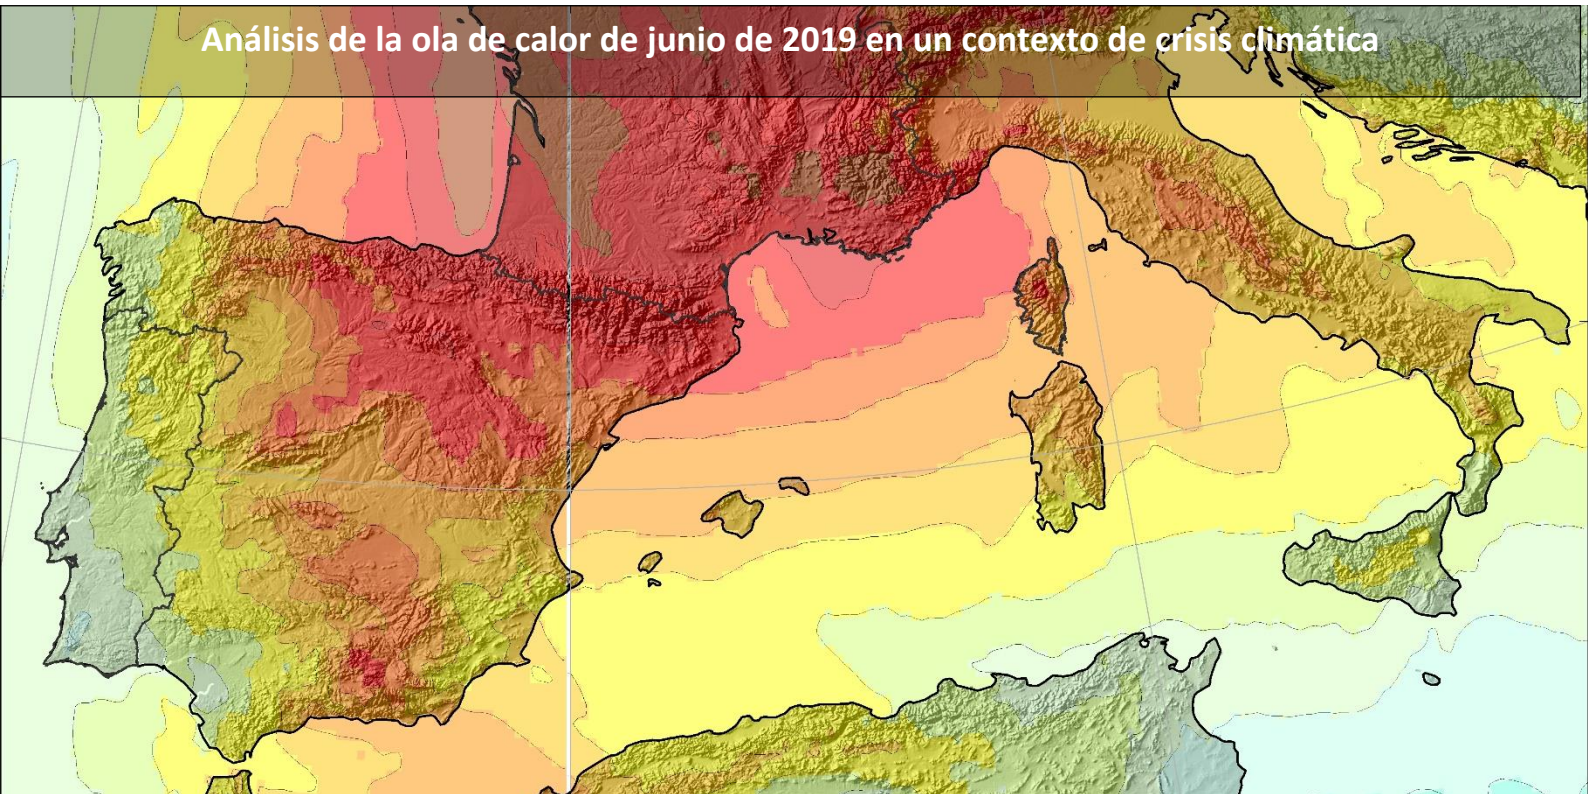 Análisis de la ola de calor de junio de 2019 en un contexto de crisis climática